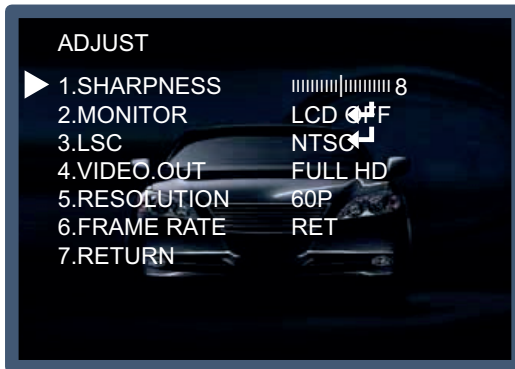 ADJUST
1.SHARPNESS 8
2.MONITOR LCD OFF
3.LSC NTSC
4.VIDEO.OUT FULL HD
5.RESOLUTION 60P
6.FRAME RATE RET
7.RETURN